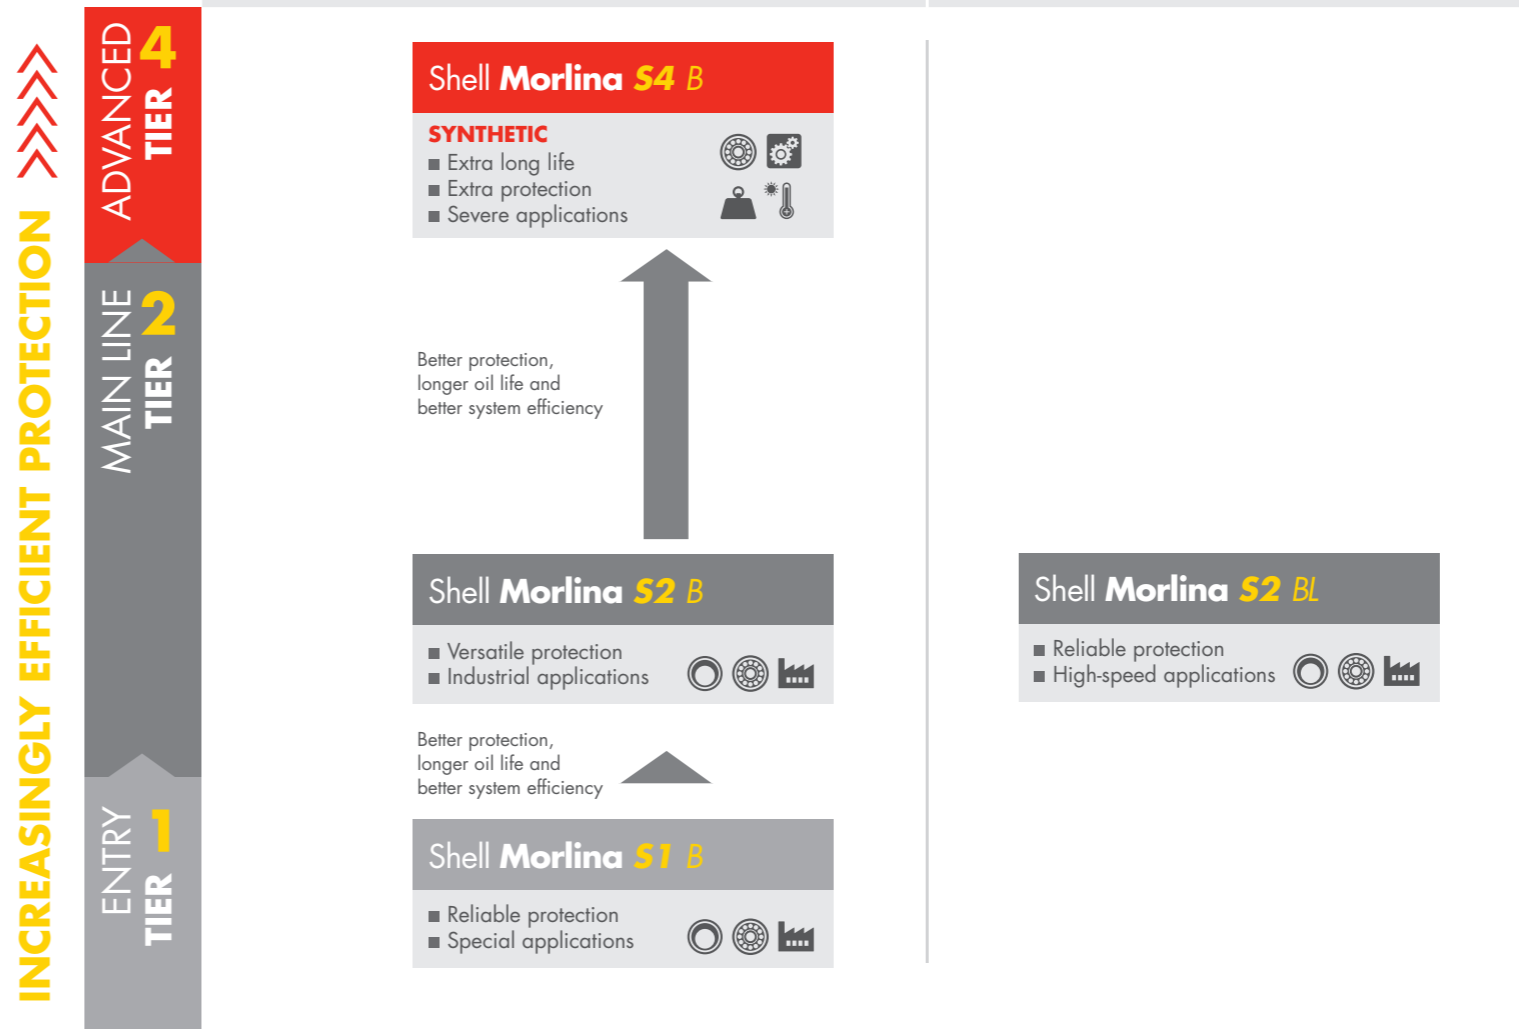 INCREASINGLY EFFICIENT PROTECTION
ADVANCED
TIER 4
MAIN LINE
TIER 2
ENTRY
TIER 1
Shell Morlina S4 B
SYNTHETIC
■ Extra long life
■ Extra protection
■ Severe applications
Better protection,
longer oil life and
better system efficiency
Shell Morlina S2 B
■ Versatile protection
■ Industrial applications
Better protection,
longer oil life and
better system efficiency
Shell Morlina S1 B
■ Reliable protection
■ Special applications
Shell Morlina S2 BL
■ Reliable protection
■ High-speed applications